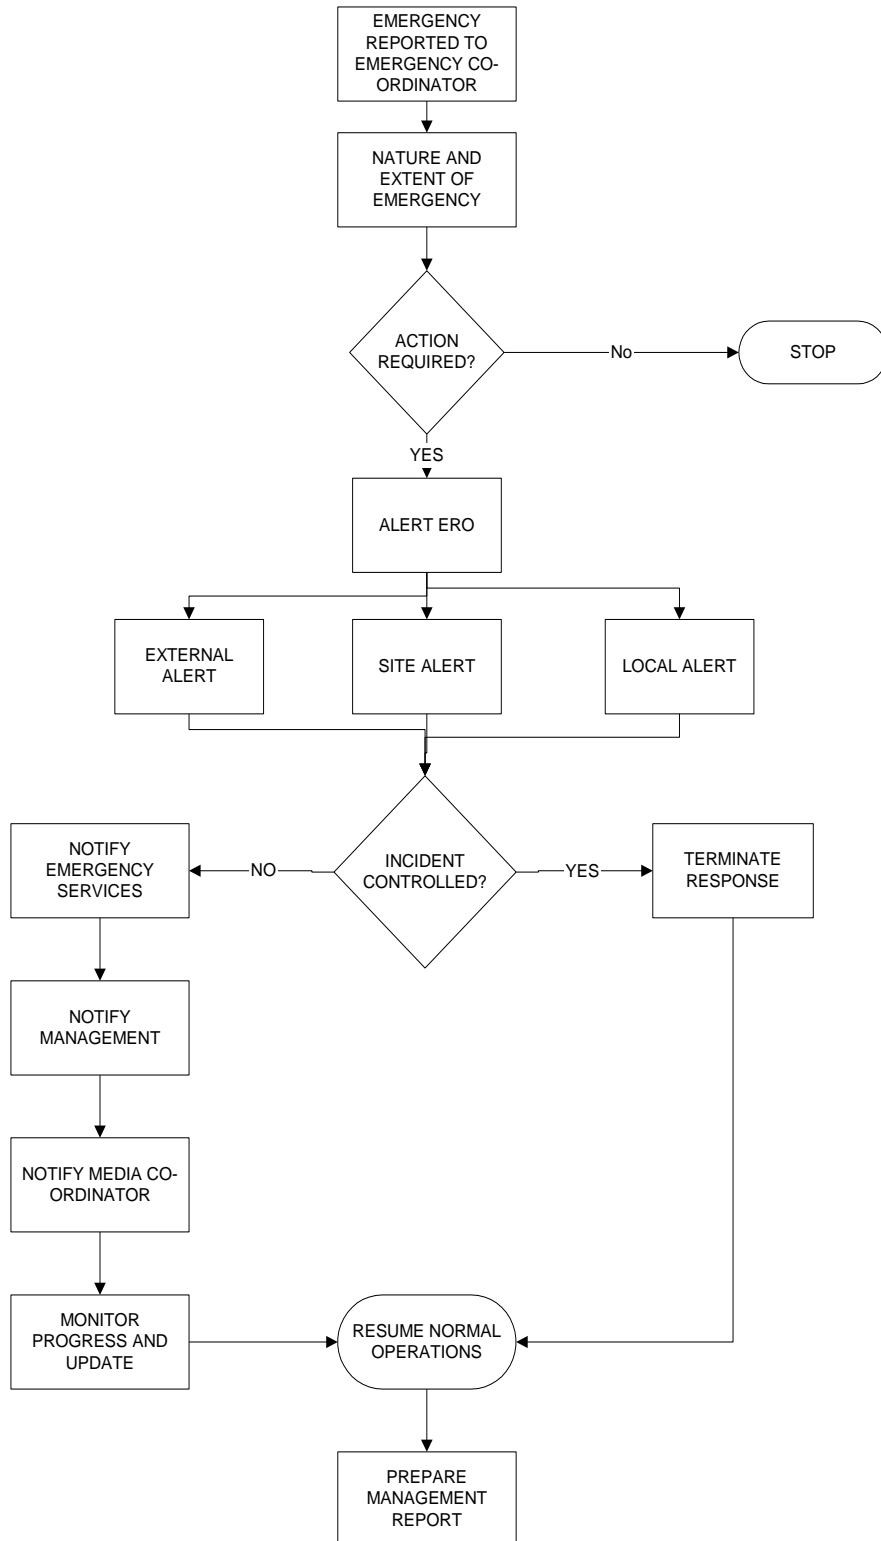 EMERGENCY
REPORTED TO
EMERGENCY CO-
ORDINATOR
NATURE AND
EXTENT OF
EMERGENCY
ACTION
REQUIRED?
No
STOP
YES
ALERT ERO
EXTERNAL
ALERT
SITE ALERT
LOCAL ALERT
NOTIFY
EMERGENCY
SERVICES
NO
INCIDENT
CONTROLLED?
YES
TERMINATE
RESPONSE
NOTIFY
MANAGEMENT
NOTIFY MEDIA CO-
ORDINATOR
MONITOR
PROGRESS AND
UPDATE
RESUME NORMAL
OPERATIONS
PREPARE
MANAGEMENT
REPORT